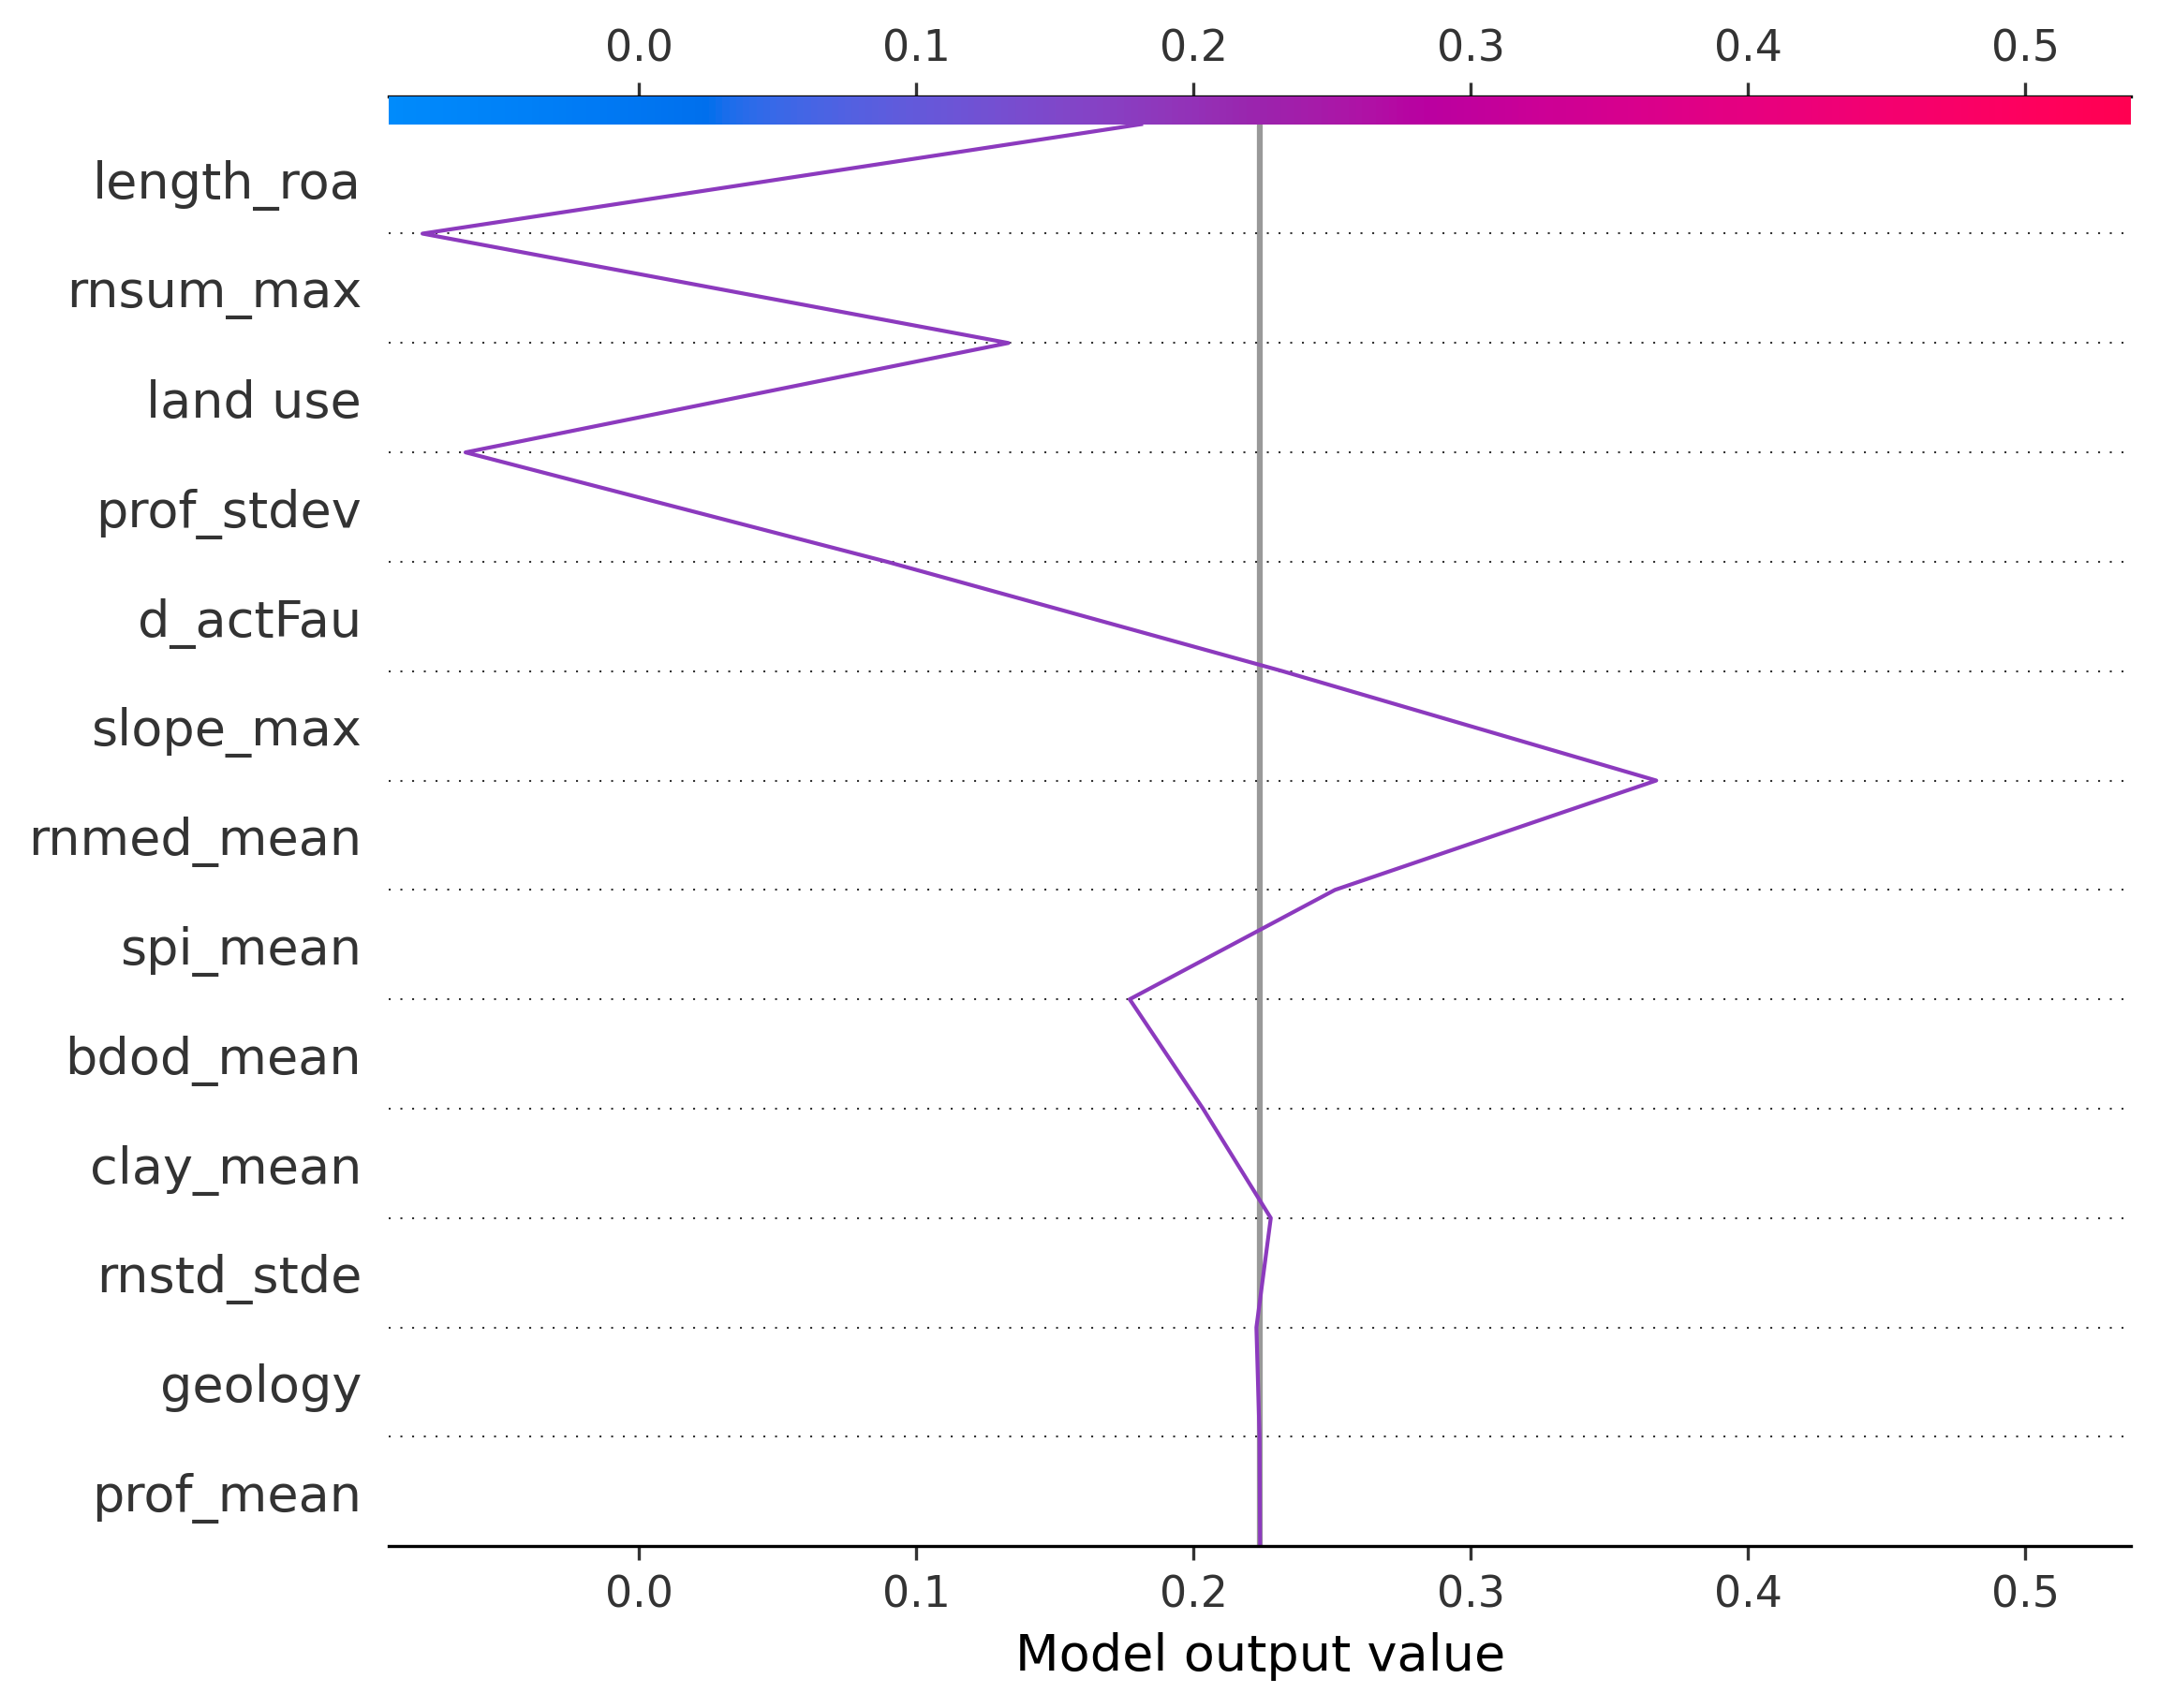 0.0 0.1 0.2 0.3 0.4 0.5
length_roa
rnsum_max
land use
prof_stdev
d_actFau
slope_max
rnmed_mean
spi_mean
bdod_mean
clay_mean
rnstd_stde
geology
prof_mean
0.0 0.1 0.2 0.3 0.4 0.5
Model output value